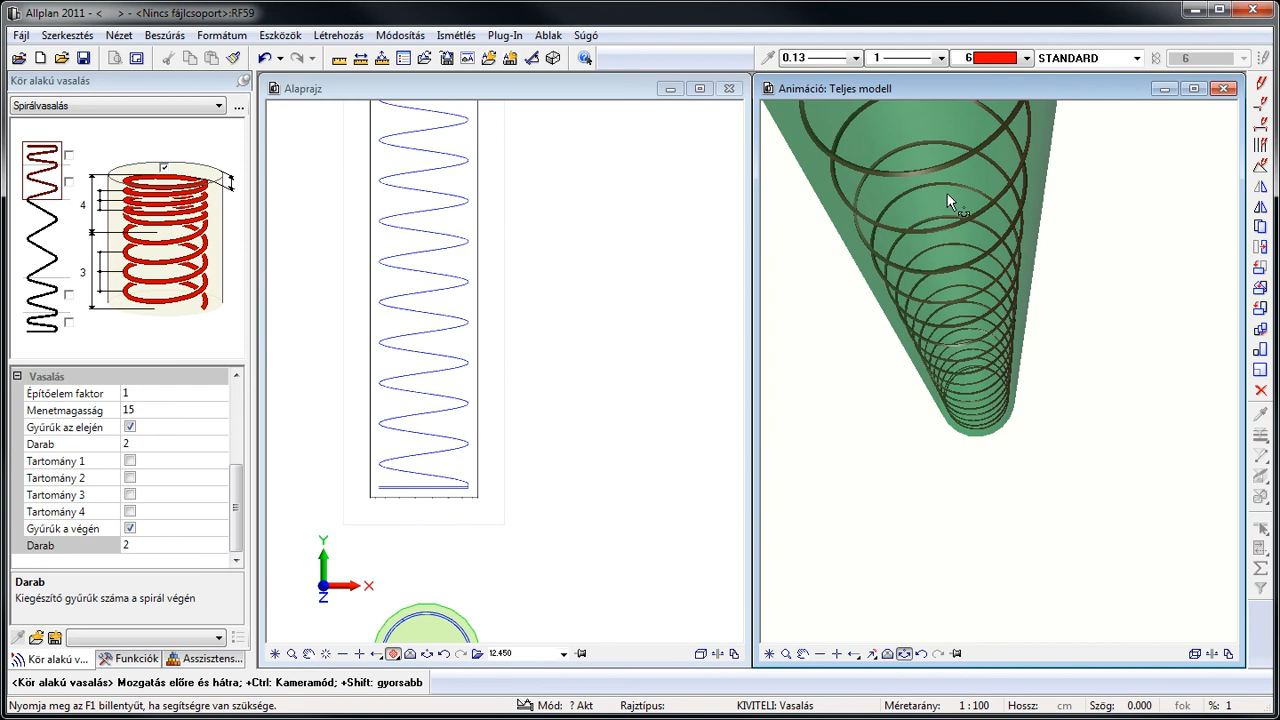 Allplan 2011 - < > - <Nincs fájlcsoport>:RF59
Fájl Szerkesztés Nézet Beszúrás Formátum Eszközök Létrehozás Módosítás Ismétlés Plug-In Ablak Súgó
0.13 1 6 STANDARD 6
Kör alakú vasalás
Spirálvasalás ...
4
3
Vasalás
Építőelem faktor 1
Menetmagasság 15
Gyűrűk az elején
Darab 2
Tartomány 1
Tartomány 2
Tartomány 3
Tartomány 4
Gyűrűk a végén
Darab 2
Darab
Kiegészítő gyűrűk száma a spirál végén
Kör alakú v... Funkciók Asszisztens...
Alaprajz
Y
X
Z
12.450
Animáció: Teljes modell
<Kör alakú vasalás> Mozgatás előre és hátra; +Ctrl: Kameramód; +Shift: gyorsabb
Nyomja meg az F1 billentyűt, ha segítségre van szüksége. Mód: ? Akt Rajztípus: KIVITELI: Vasalás Méretarány: 1 : 100 Hossz: cm Szög: 0.000 fok %: 1